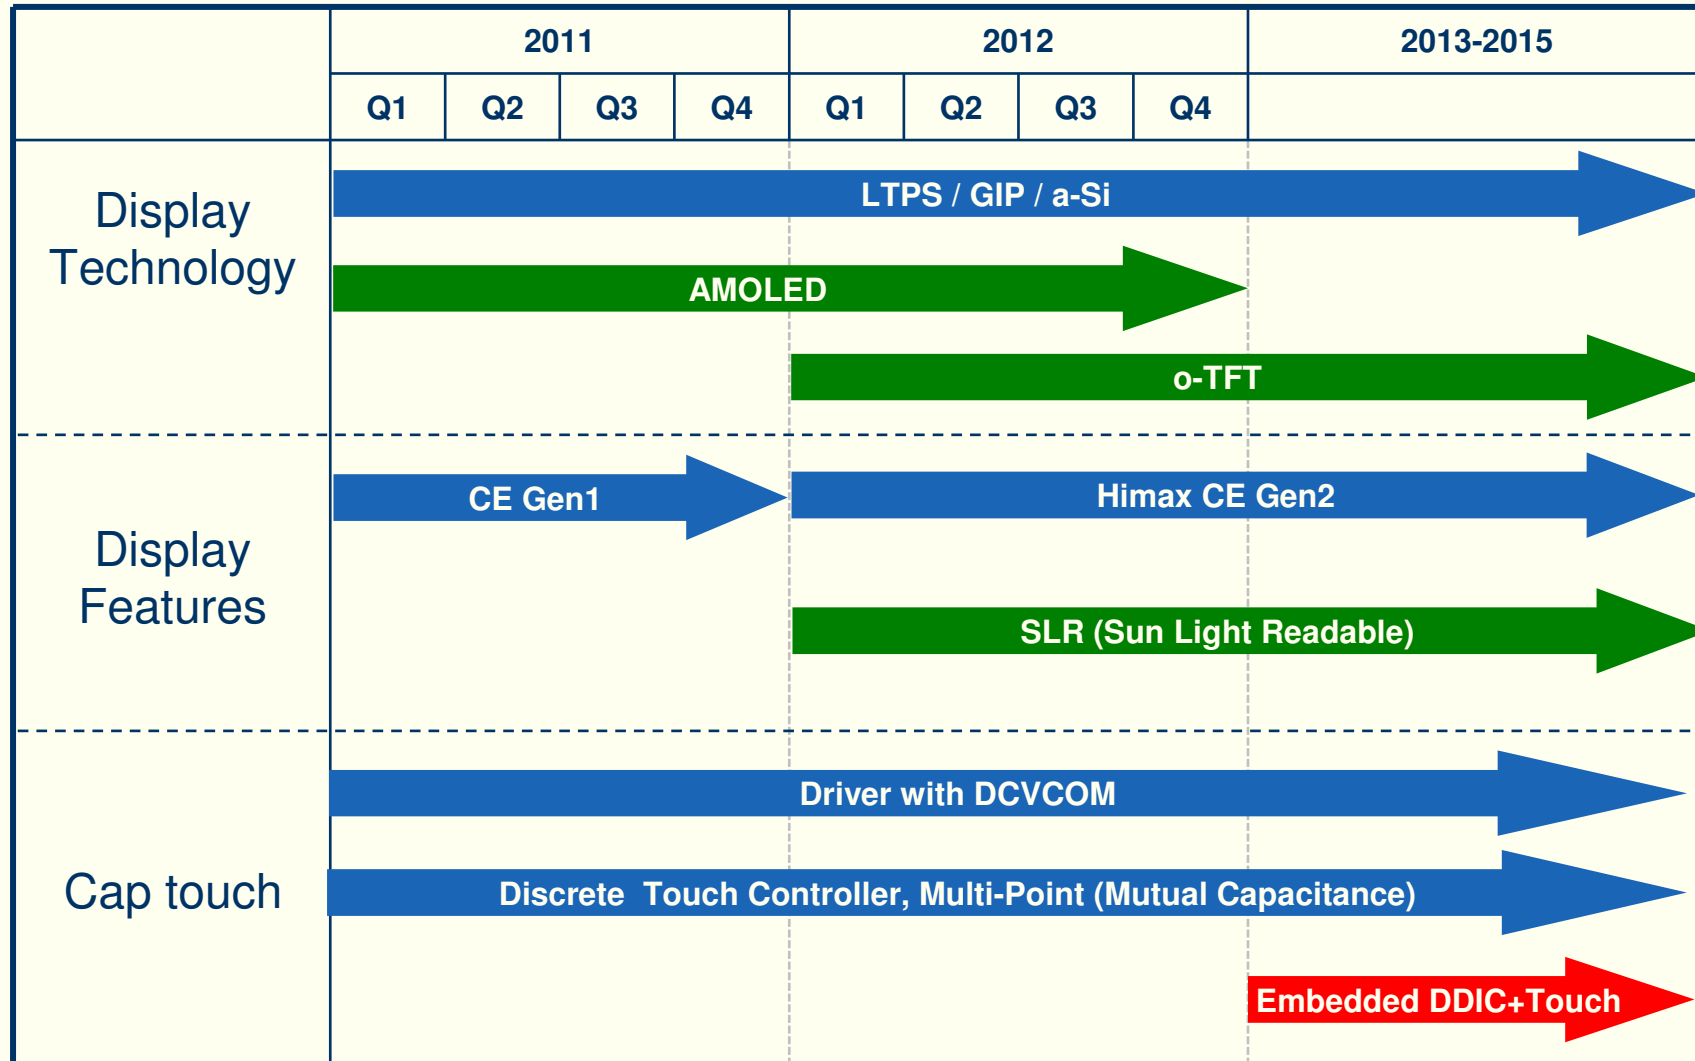 2011 2012 2013-2015
Q1 Q2 Q3 Q4 Q1 Q2 Q3 Q4
Display
Technology
LTPS / GIP / a-Si
AMOLED
o-TFT
Display
Features
CE Gen1
Himax CE Gen2
SLR (Sun Light Readable)
Cap touch
Driver with DCVCOM
Discrete  Touch Controller, Multi-Point (Mutual Capacitance)
Embedded DDIC+Touch